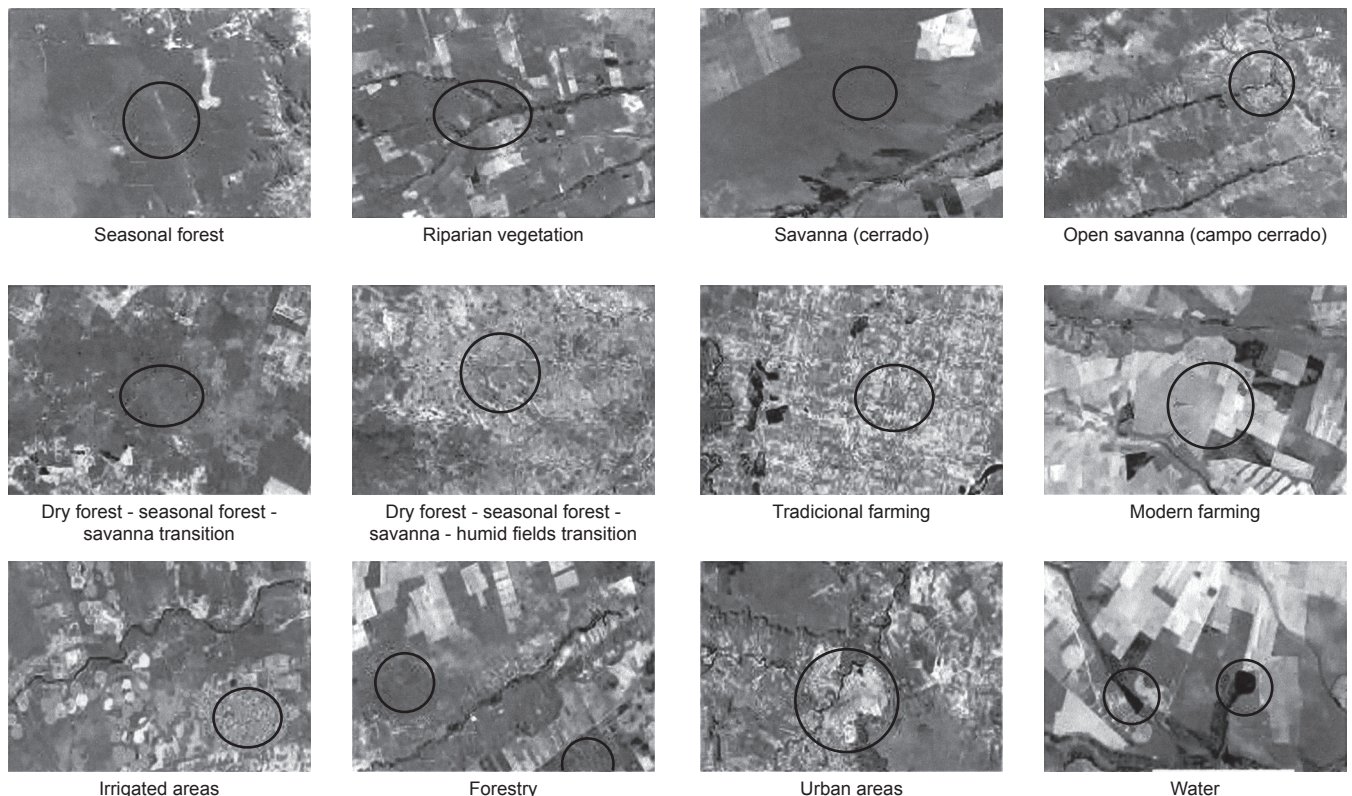 Seasonal forest
Riparian vegetation
Savanna (cerrado)
Open savanna (campo cerrado)
Dry forest - seasonal forest -
savanna transition
Dry forest - seasonal forest -
savanna - humid fields transition
Tradicional farming
Modern farming
Irrigated areas
Forestry
Urban areas
Water